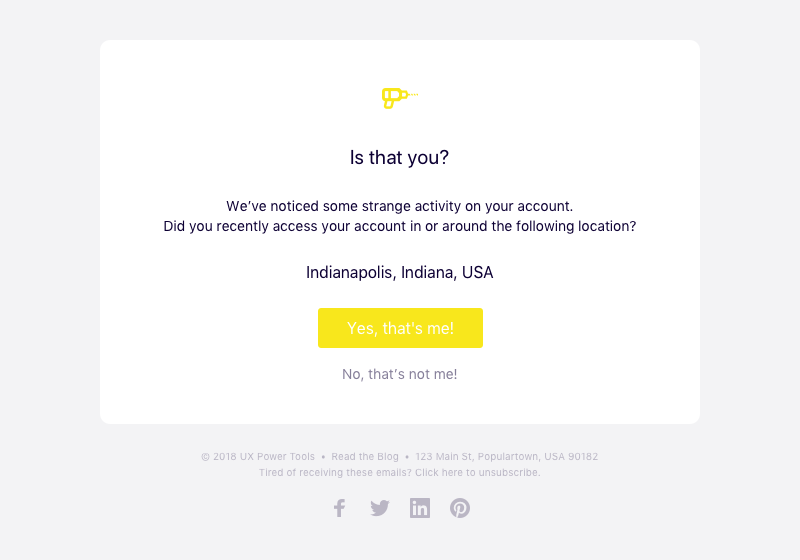 Is that you?
We’ve noticed some strange activity on your account.
Did you recently access your account in or around the following location?
Indianapolis, Indiana, USA
Yes, that's me!
No, that’s not me!
© 2018 UX Power Tools • Read the Blog • 123 Main St, Populartown, USA 90182
Tired of receiving these emails? Click here to unsubscribe.